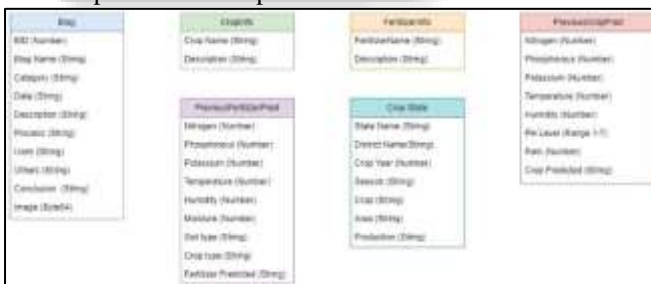 Blog
BID (Number)
Blog Name (String)
Category (String)
Date (String)
Description (String)
Process (String)
Uses (String)
Others (String)
Conclusion (String)
Image (Byte64)
CropInfo
Crop Name (String)
Description (String)
FertilizerInfo
FertilizerName (String)
Description (String)
PreviousCropPred
Nitrogen (Number)
Phosphorous (Number)
Potassium (Number)
Temperature (Number)
Humidity (Number)
PH Level (Range 1-7)
Rain (Number)
Crop Predicted (String)
PreviousFertilizerPred
Nitrogen (Number)
Phosphorous (Number)
Potassium (Number)
Temperature (Number)
Humidity (Number)
Moisture (Number)
Soil type (String)
Crop type (String)
Fertilizer Predicted (String)
Crop State
State Name (String)
District Name(String)
Crop Year (Number)
Season (String)
Crop (String)
Area (String)
Production (String)